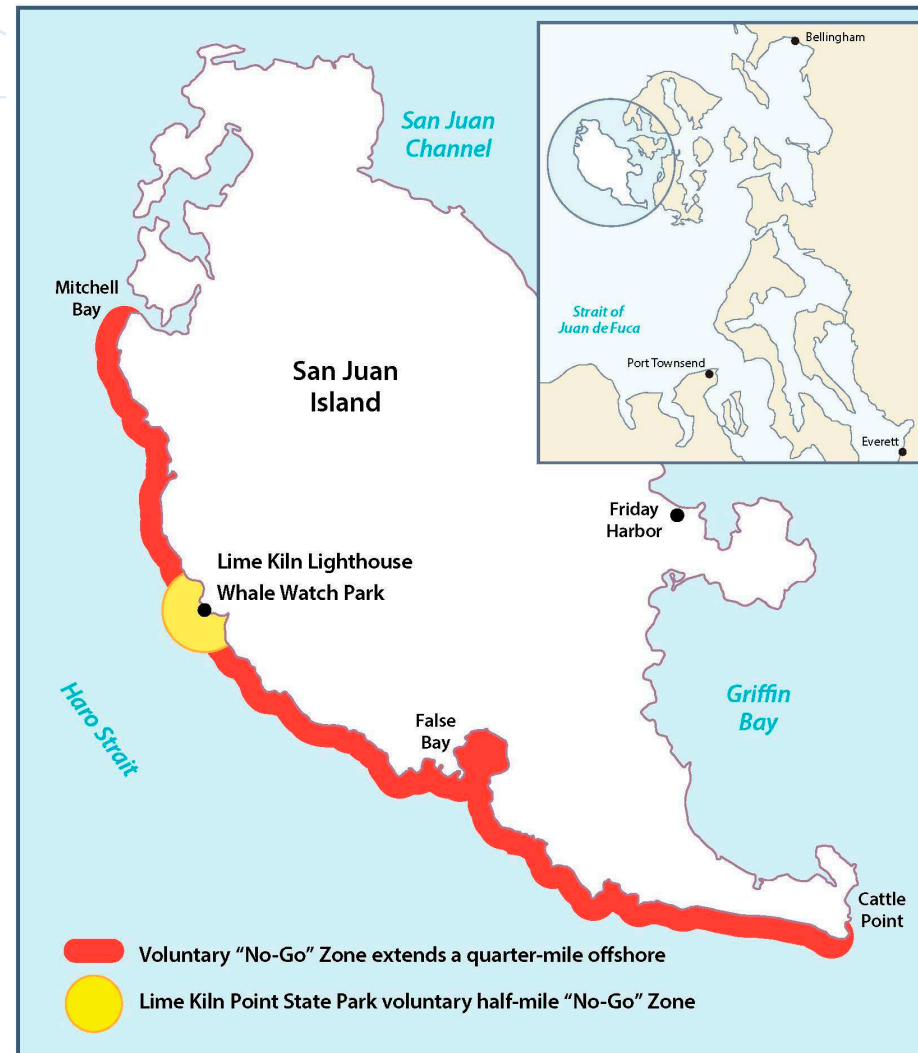 Bellingham
San Juan
Channel
Strait of
Juan de Fuca
Port Townsend
Everett
Mitchell
Bay
San Juan
Island
Friday
Harbor
Lime Kiln Lighthouse
Whale Watch Park
Haro Strait
Griffin
Bay
False
Bay
Cattle
Point
Voluntary “No-Go” Zone extends a quarter-mile offshore
Lime Kiln Point State Park voluntary half-mile “No-Go” Zone